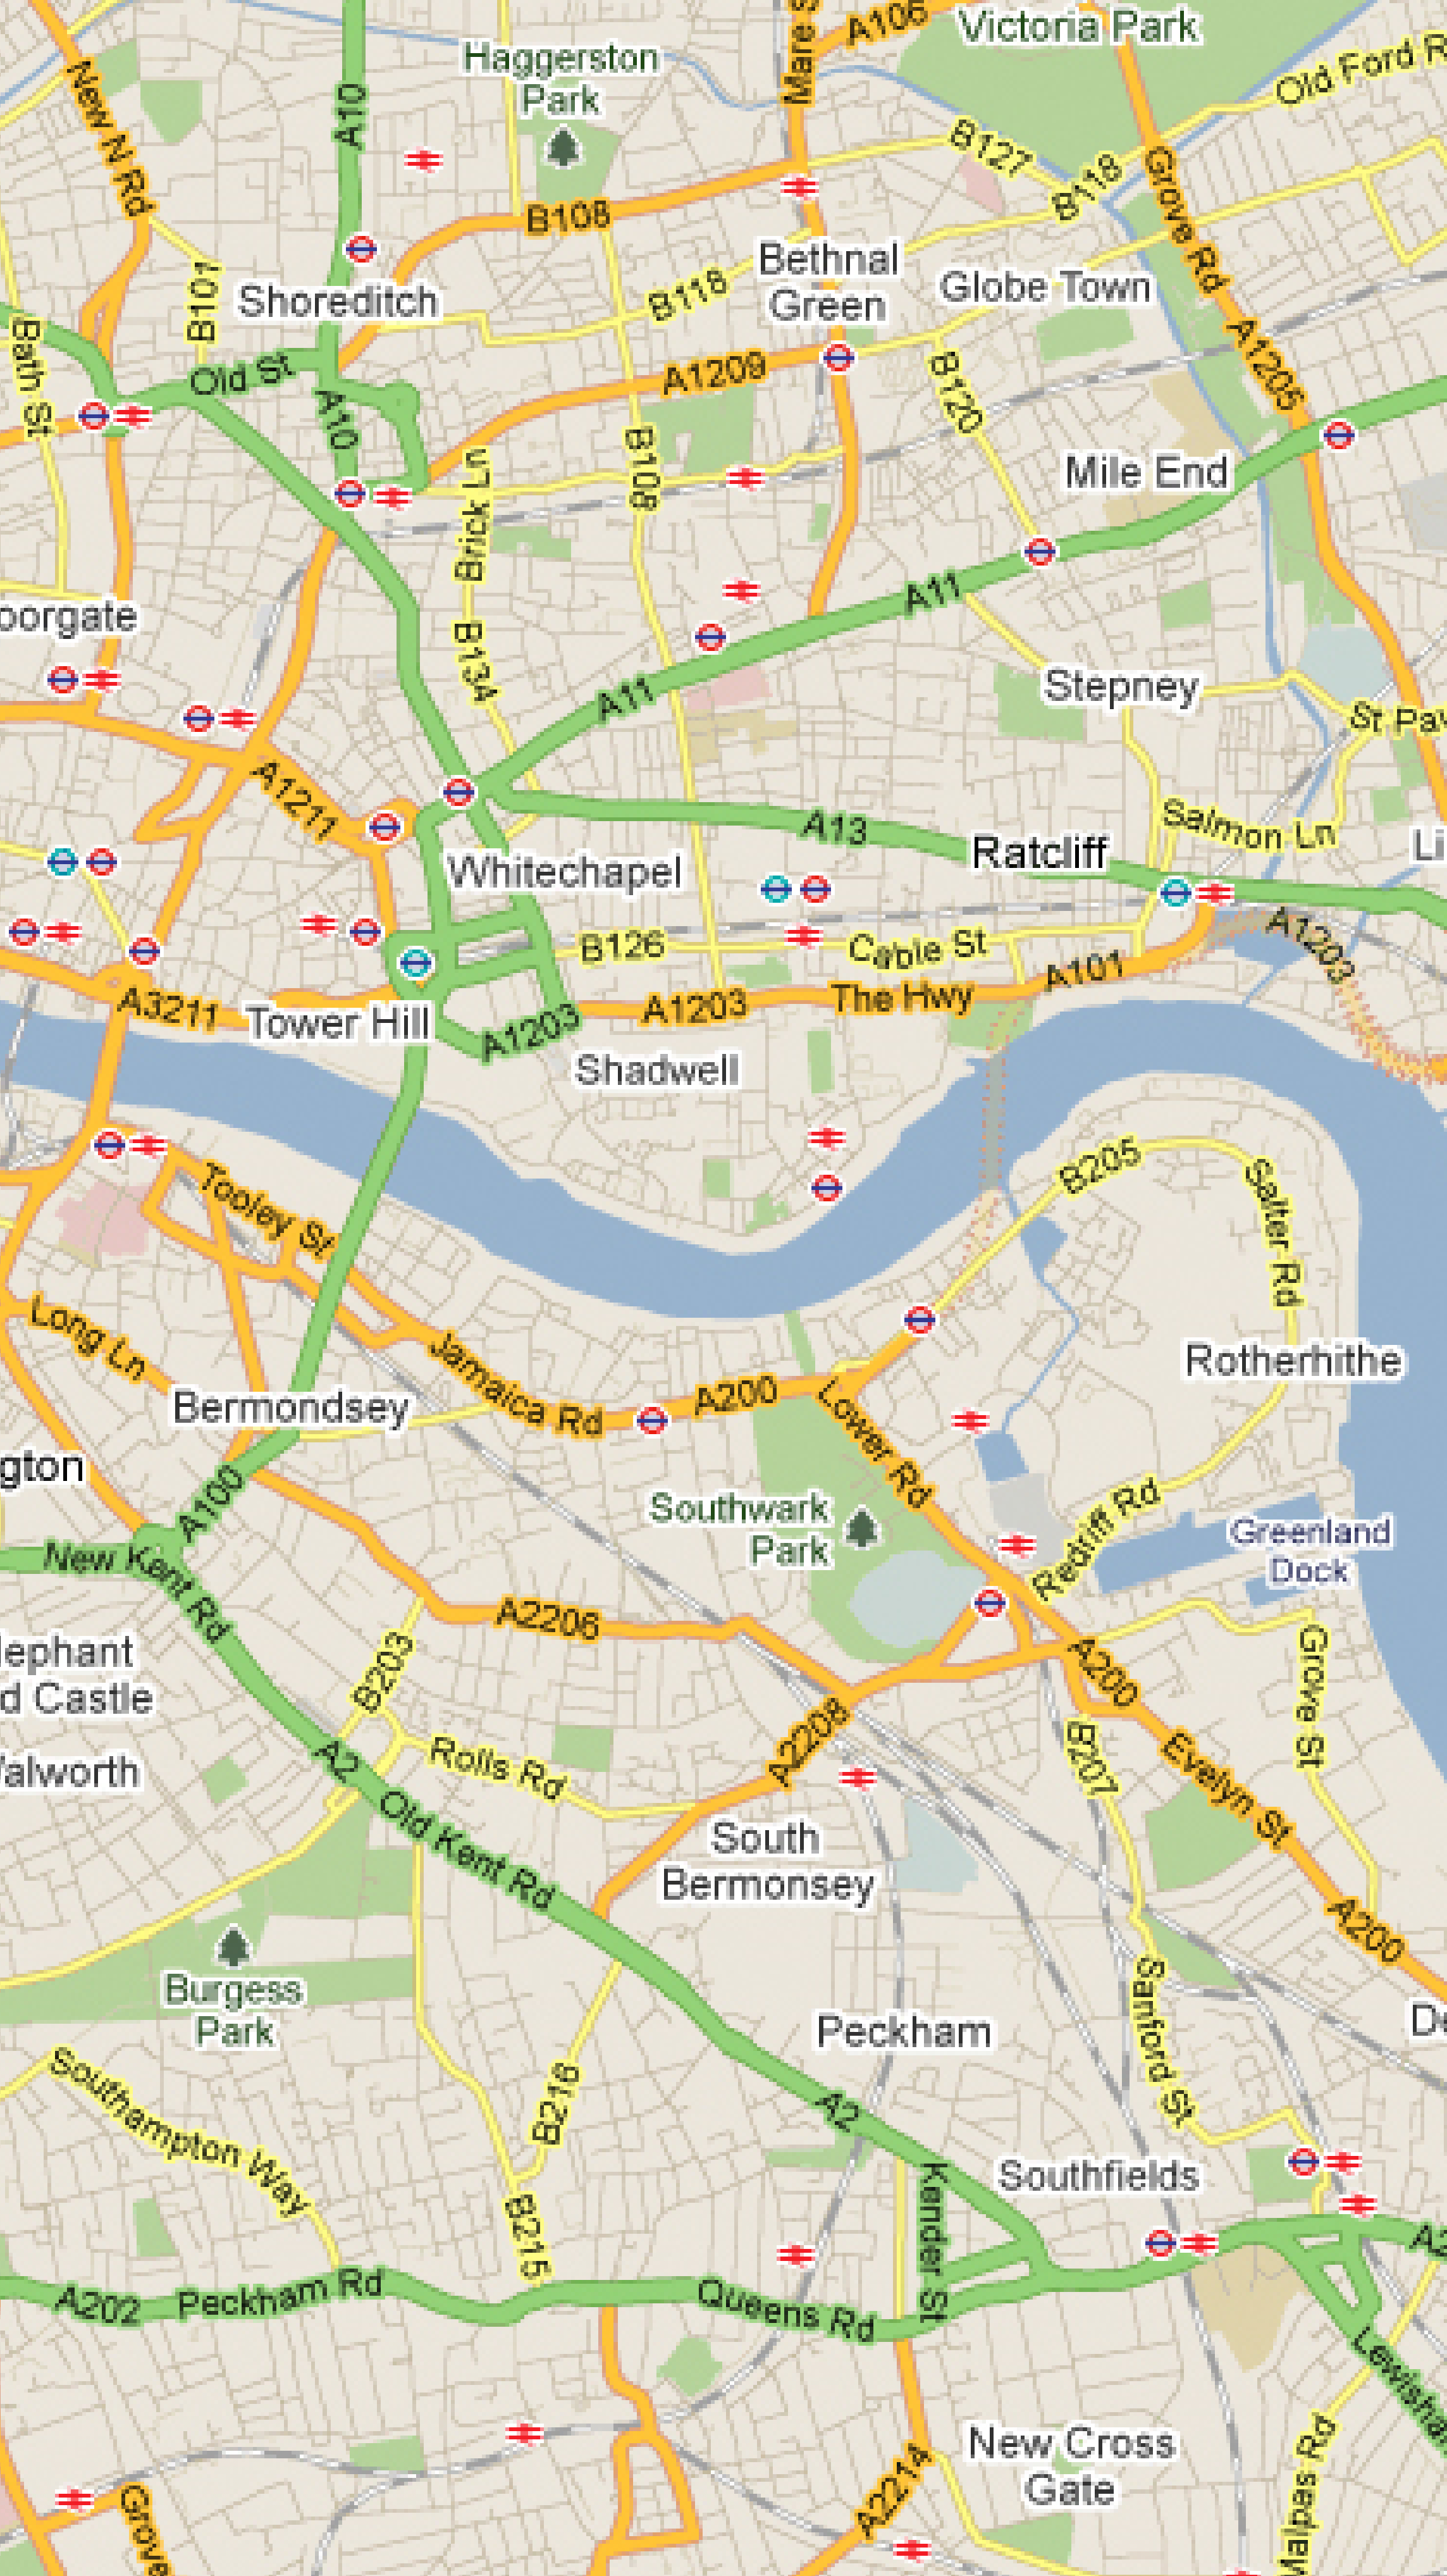 Victoria Park
A106
Mare S
Haggerston
Park
Old Ford R
New N Rd
A10
B127
B118
Grove Rd
B108
Bethnal
Green
Globe Town
B101
Shoreditch
B118
Bath St
Old St
A1209
A1205
A10
B120
B108
Brick Ln
Mile End
A11
oorgate
B134
A11
Stepney
St Pa
A1211
A13
Salmon Ln
Ratcliff
Li
Whitechapel
B126
Cable St
A1203
A101
A3211
Tower Hill
A1203
A1203
The Hwy
Shadwell
B205
Salter Rd
Tooley St
Long Ln
Jamaica Rd
Rotherhithe
Bermondsey
A200
Lower Rd
gton
A100
Southwark
Park
Redriff Rd
Greenland
Dock
New Kent Rd
A2206
lephant
d Castle
B203
A200
Grove St
A2208
B207
Evelyn St
alworth
A2
Rolls Rd
Old Kent Rd
South
Bermonsey
A200
Burgess
Park
Sanford St
Peckham
De
Southampton Way
B216
A2
Kender St
Southfields
B215
A2
A202
Peckham Rd
Queens Rd
Lewisha
New Cross
Gate
A2214
Malpas Rd
Grove